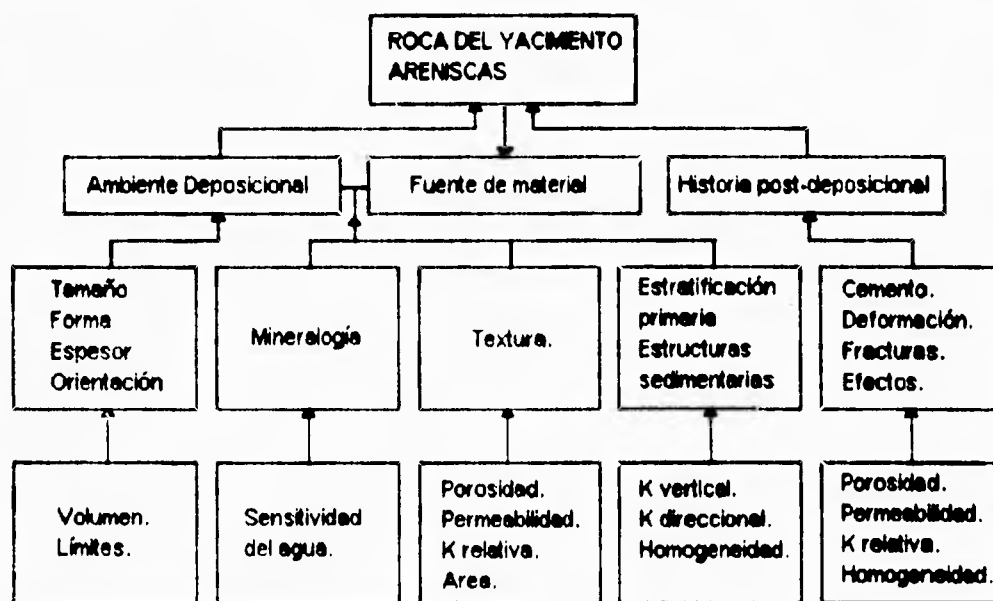 ROCA DEL YACIMIENTO
ARENISCAS
Ambiente Deposicional
Fuente de material
Historia post-deposicional
Tamaño
Forma
Espesor
Orientación
Mineralogía
Textura.
Estratificación
primaria
Estructuras
sedimentarias
Cemento.
Deformación.
Fracturas.
Efectos.
Volumen.
Límites.
Sensitividad
del agua.
Porosidad.
Permeabilidad.
K relativa.
Area.
K vertical.
K direccional.
Homogeneidad.
Porosidad.
Permeabilidad.
K relativa.
Homogeneidad.